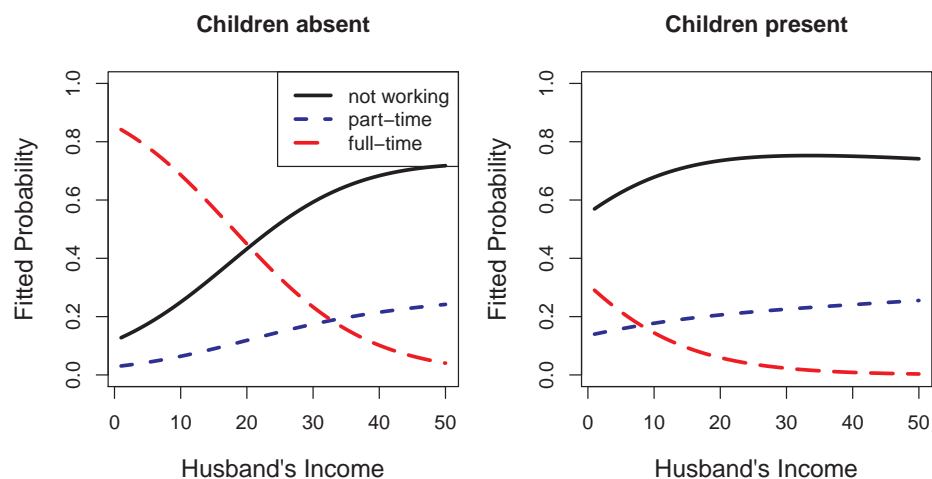 Children absent
Fitted Probability
1.0
0.8
0.6
0.4
0.2
0.0
not working
part−time
full−time
0 10 20 30 40 50
Husband's Income
Children present
Fitted Probability
1.0
0.8
0.6
0.4
0.2
0.0
0 10 20 30 40 50
Husband's Income